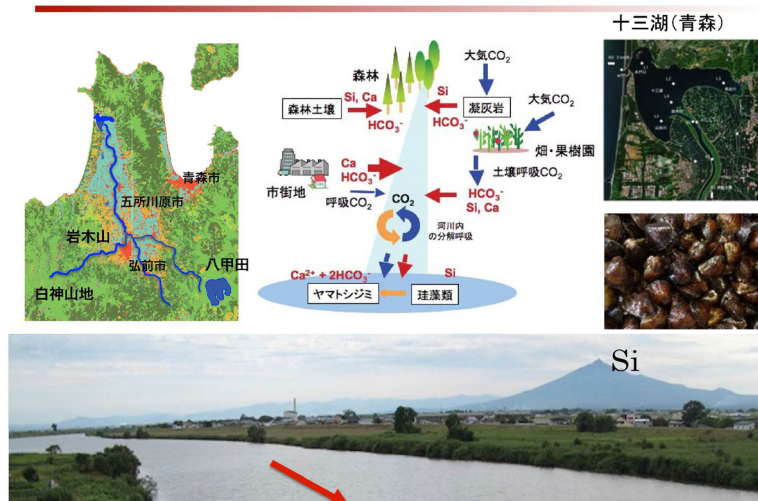 十三湖(青森)
青森市
五所川原市
岩木山
弘前市
八甲田
白神山地
森林
大気CO₂
森林土壌
Si, Ca
HCO₃⁻
Si
HCO₃⁻
凝灰岩
大気CO₂
畑・果樹園
市街地
Ca
HCO₃⁻
呼吸CO₂
土壌呼吸CO₂
HCO₃⁻
Si, Ca
CO₂
河川内
の分解呼吸
Ca²⁺ + 2HCO₃⁻
Si
ヤマトシジミ
珪藻類
十三湖
Si